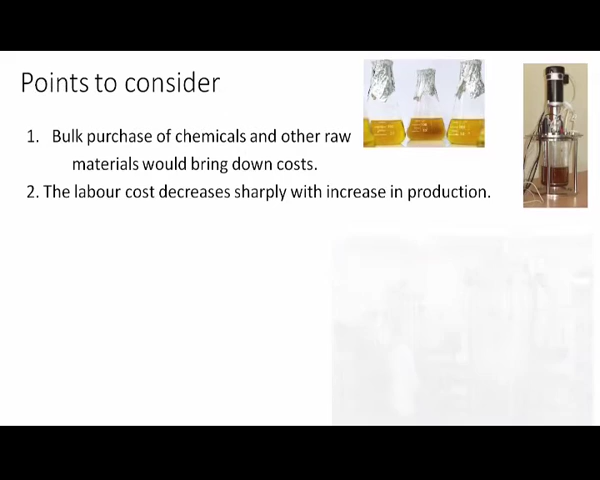 Points to consider
1. Bulk purchase of chemicals and other raw
materials would bring down costs.
2. The labour cost decreases sharply with increase in production.